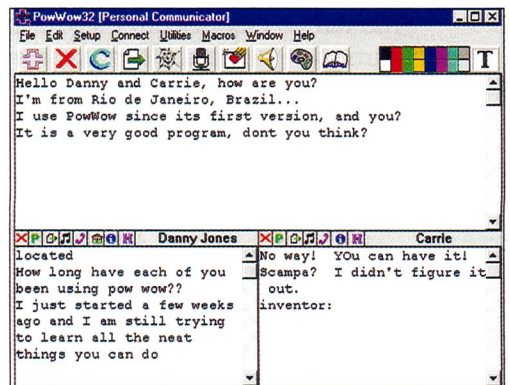 PowWow32 [Personal Communicator]
File Edit Setup Connect Utilities Macros Window Help
T
Hello Danny and Carrie, how are you?
I'm from Rio de Janeiro, Brazil...
I use PowWow since its first version, and you?
It is a very good program, dont you think?
P H Danny Jones
located
How long have each of you
been using pow wow??
I just started a few weeks
ago and I am still trying
to learn all the neat
things you can do
P H Carrie
No way! YOu can have it!
Scampa? I didn't figure it
out.
inventor: